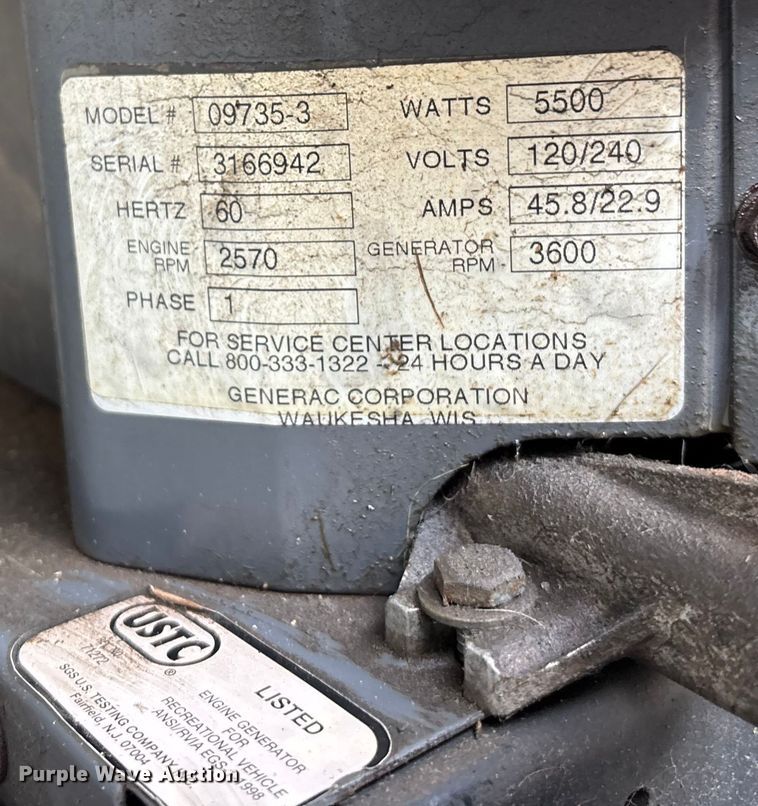 MODEL # 09735-3 WATTS 5500
SERIAL # 3166942 VOLTS 120/240
HERTZ 60 AMPS 45.8/22.9
ENGINE RPM 2570 GENERATOR RPM 3600
PHASE 1
FOR SERVICE CENTER LOCATIONS
CALL 800-333-1322 - 24 HOURS A DAY
GENERAC CORPORATION
WAUKESHA, WIS.
USTC ®
71272
LISTED
ENGINE GENERATOR
FOR
RECREATIONAL VEHICLE
ANSI/RVIA EGS 1998
SGS U.S. TESTING COMPANY
Fairfield, N.J. 07004
Purple Wave Auction